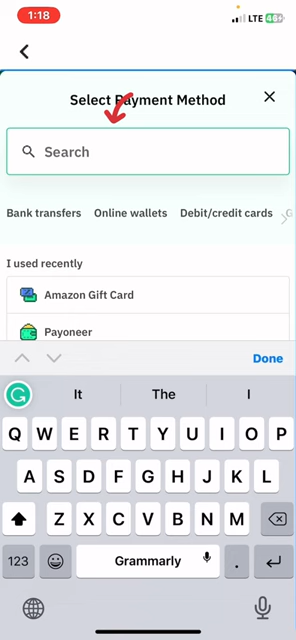 1:18
LTE 46
Select Payment Method
Search
Bank transfers Online wallets Debit/credit cards G
I used recently
Amazon Gift Card
Payoneer
Done
It The I
Q W E R T Y U I O P
A S D F G H J K L
Z X C V B N M
123 Grammarly .